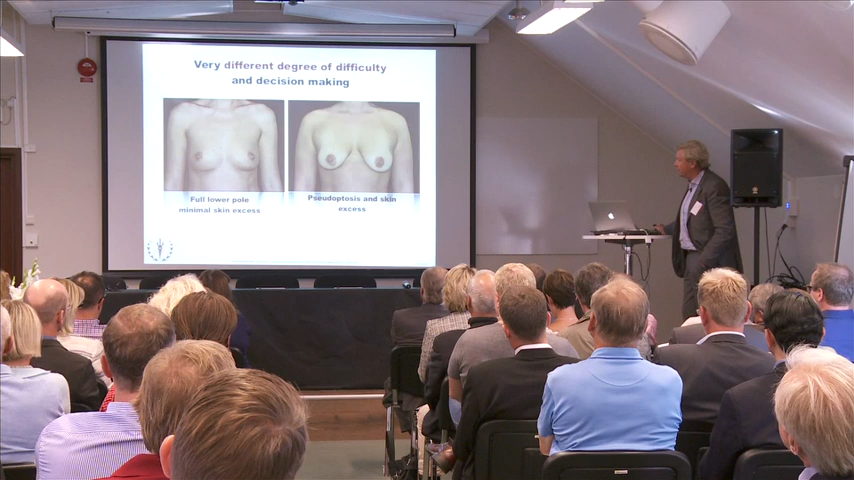 Very different degree of difficulty
and decision making
Full lower pole
minimal skin excess
Pseudoptosis and skin
excess